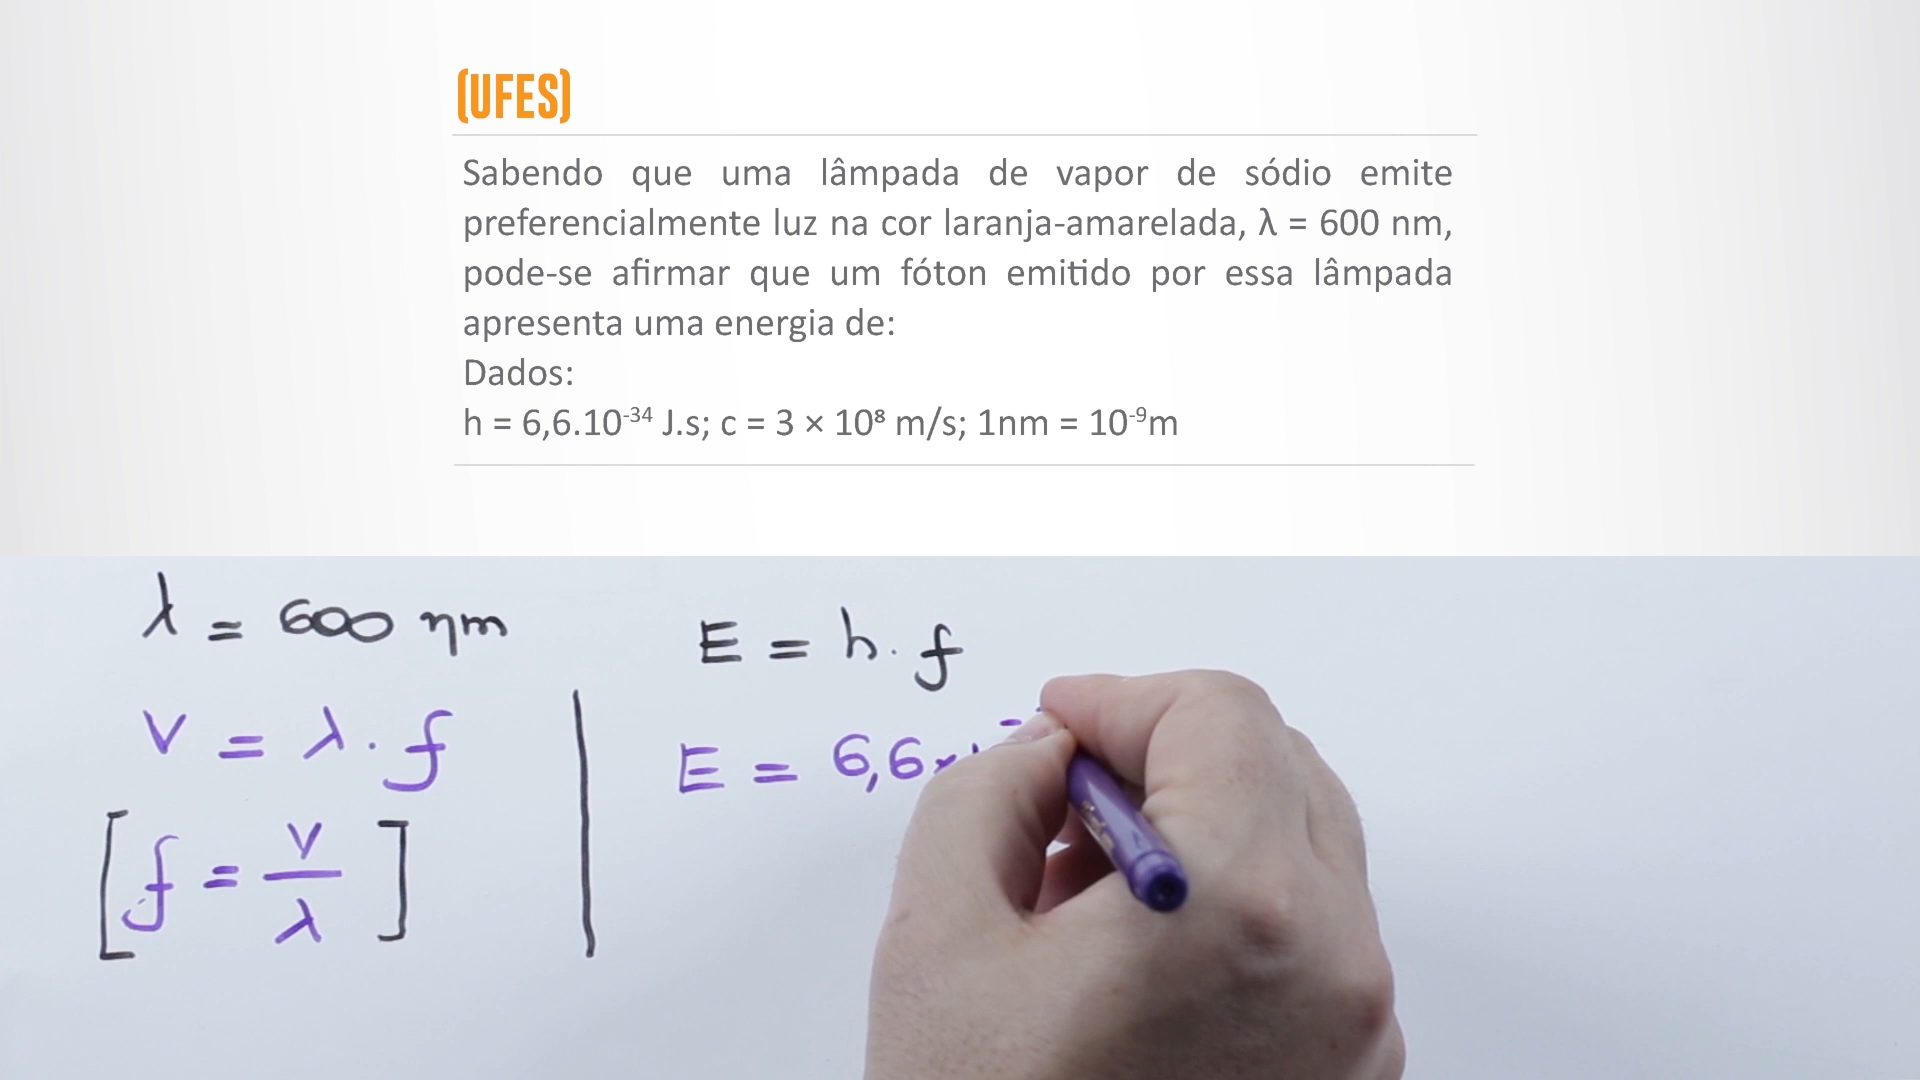 (UFES)
Sabendo que uma lâmpada de vapor de sódio emite
preferencialmente luz na cor laranja-amarelada, λ = 600 nm,
pode-se afirmar que um fóton emitido por essa lâmpada
apresenta uma energia de:
Dados:
h = 6,6.10⁻³⁴ J.s; c = 3 × 10⁸ m/s; 1nm = 10⁻⁹m
λ = 600 ηm
v = λ . f
[f = v/λ]
E = h . f
E = 6,6×